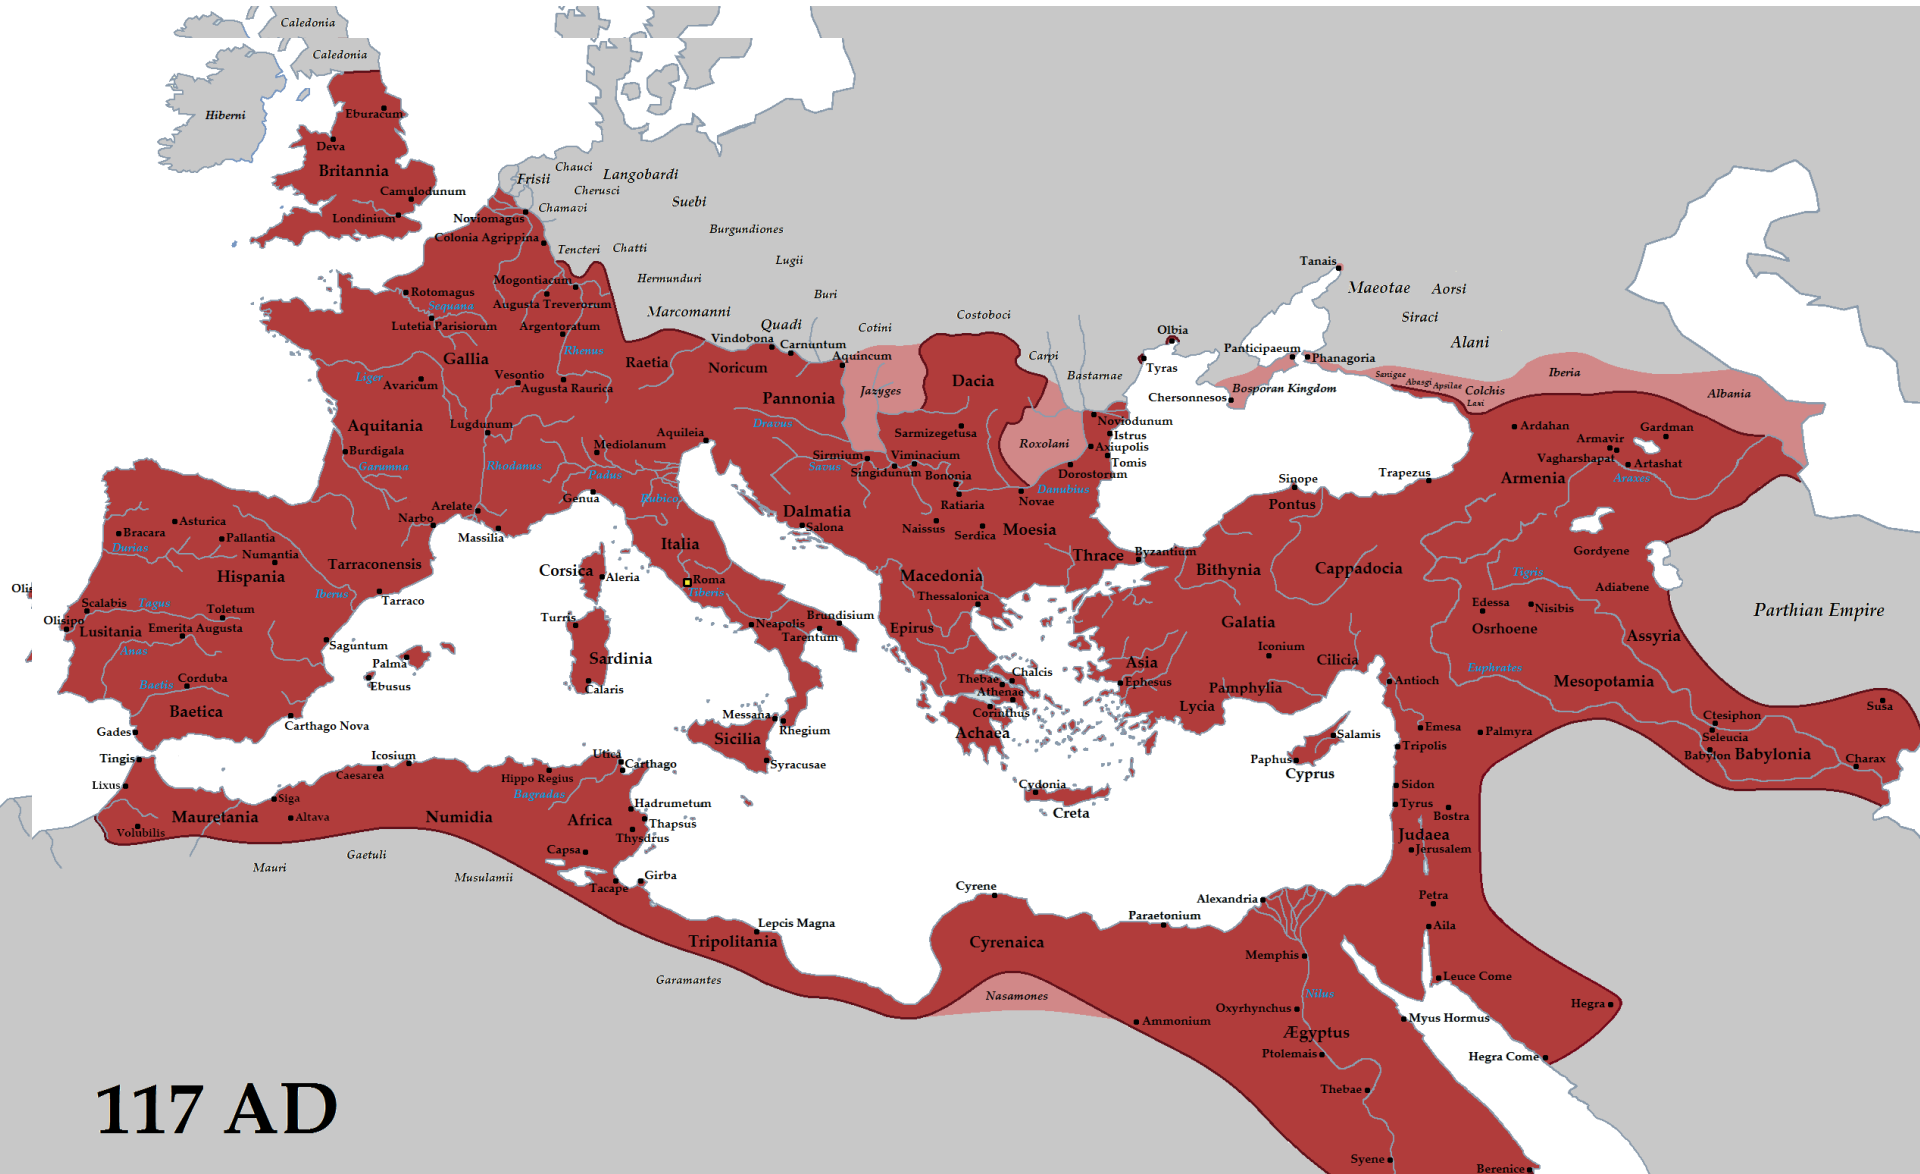 Caledonia
Caledonia
Hiberni
Eburacum
Deva
Britannia
Camulodunum
Londinium
Chauci
Frisii
Langobardi
Cherusci
Chamavi
Suebi
Noviomagus
Burgundiones
Colonia Agrippina
Tencteri
Chatti
Lugii
Hermunduri
Mogontiacum
Buri
Rotomagus
Augusta Treverorum
Sequana
Marcomanni
Lutetia Parisiorum
Argentoratum
Quadi
Cotini
Costoboci
Vindobona
Carnuntum
Aquincum
Carpi
Bastarnae
Gallia
Rhenus
Raetia
Noricum
Liger
Avaricum
Vesontio
Augusta Raurica
Pannonia
Jazyges
Dacia
Aquitania
Lugdunum
Dravus
Aquileia
Sarmizegetusa
Roxolani
Burdigala
Garumna
Rhodanus
Mediolanum
Padus
Sirmium
Savus
Viminacium
Singidunum
Bononia
Ratiaria
Noviodunum
Istrus
Axiupolis
Tomis
Dorostorum
Danubius
Novae
Genua
Rubico
Arelate
Narbo
Massilia
Dalmatia
Salona
Naissus
Serdica
Moesia
Tanais
Maeotae
Aorsi
Siraci
Alani
Olbia
Tyras
Panticipaeum
Phanagoria
Bosporan Kingdom
Chersonnesos
Sanigae
Abasgi
Apsilae
Colchis
Lazi
Iberia
Albania
Ardahan
Armavir
Gardman
Vagharshapat
Artashat
Armenia
Araxes
Trapezus
Sinope
Pontus
Asturica
Bracara
Pallantia
Durias
Numantia
Hispania
Tarraconensis
Iberus
Tarraco
Olis
Scalabis
Tagus
Toletum
Olisipo
Lusitania
Emerita Augusta
Anas
Saguntum
Palma
Ebusus
Baetis
Corduba
Baetica
Carthago Nova
Gades
Corsica
Aleria
Italia
Roma
Tiberis
Turris
Sardinia
Calaris
Neapolis
Brundisium
Tarentum
Messana
Rhegium
Sicilia
Syracusae
Thrace
Byzantium
Macedonia
Thessalonica
Epirus
Chalcis
Thebae
Athenae
Corinthus
Achaea
Cydonia
Creta
Bithynia
Cappadocia
Galatia
Iconium
Cilicia
Asia
Ephesus
Pamphylia
Lycia
Gordyene
Tigris
Adiabene
Edessa
Nisibis
Osrhoene
Assyria
Parthian Empire
Euphrates
Mesopotamia
Antioch
Emesa
Palmyra
Tripolis
Salamis
Paphus
Cyprus
Susa
Ctesiphon
Seleucia
Babylon
Babylonia
Charax
Sidon
Tyrus
Bostra
Judaea
Jerusalem
Petra
Aila
Leuce Come
Hegra
Hegra Come
Myus Hormus
Tingis
Lixus
Icosium
Caesarea
Siga
Altava
Mauretania
Volubilis
Numidia
Hippo Regius
Bagradas
Utica
Carthago
Africa
Hadrumetum
Thapsus
Thysdrus
Capsa
Girba
Tacape
Mauri
Gaetuli
Musulamii
Lepcis Magna
Tripolitania
Garamantes
Cyrene
Cyrenaica
Nasamones
Paraetonium
Alexandria
Memphis
Nilus
Oxyrhynchus
Ammonium
Ægyptus
Ptolemais
Thebae
Syene
Berenice
117 AD